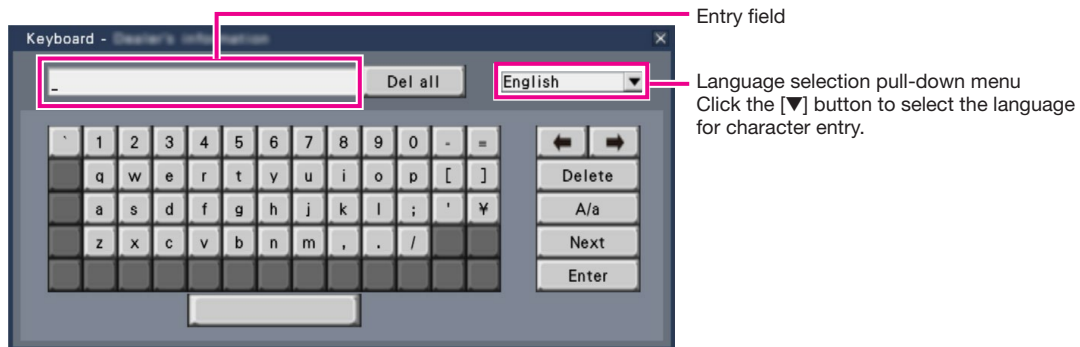 Entry field
Keyboard -
_ Del all English ▼
Language selection pull-down menu
Click the [▼] button to select the language
for character entry.
` 1 2 3 4 5 6 7 8 9 0 - =
q w e r t y u i o p [ ] Delete
a s d f g h j k l ; ' ¥ A/a
z x c v b n m , . / Next
Enter